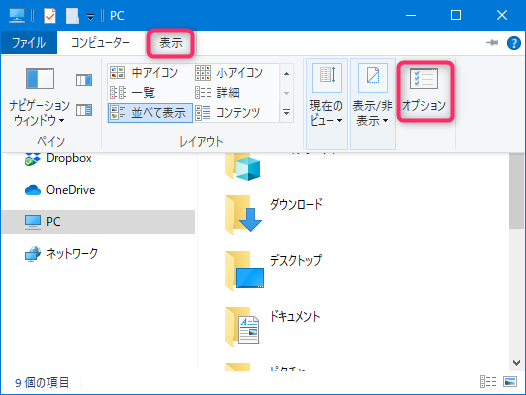 PC
ファイル
コンピューター
表示
ナビゲーション
ウィンドウ
ペイン
中アイコン
小アイコン
一覧
詳細
並べて表示
コンテンツ
レイアウト
現在の
ビュー
表示/非
表示
オプション
Dropbox
OneDrive
PC
ネットワーク
ダウンロード
デスクトップ
ドキュメント
9 個の項目